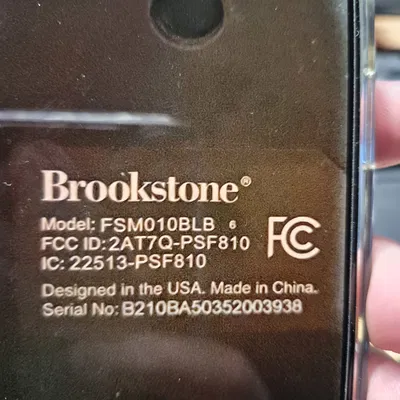 Brookstone®
Model: FSM010BLB 6
FCC ID: 2AT7Q-PSF810
IC: 22513-PSF810
FC
Designed in the USA. Made in China.
Serial No: B210BA50352003938